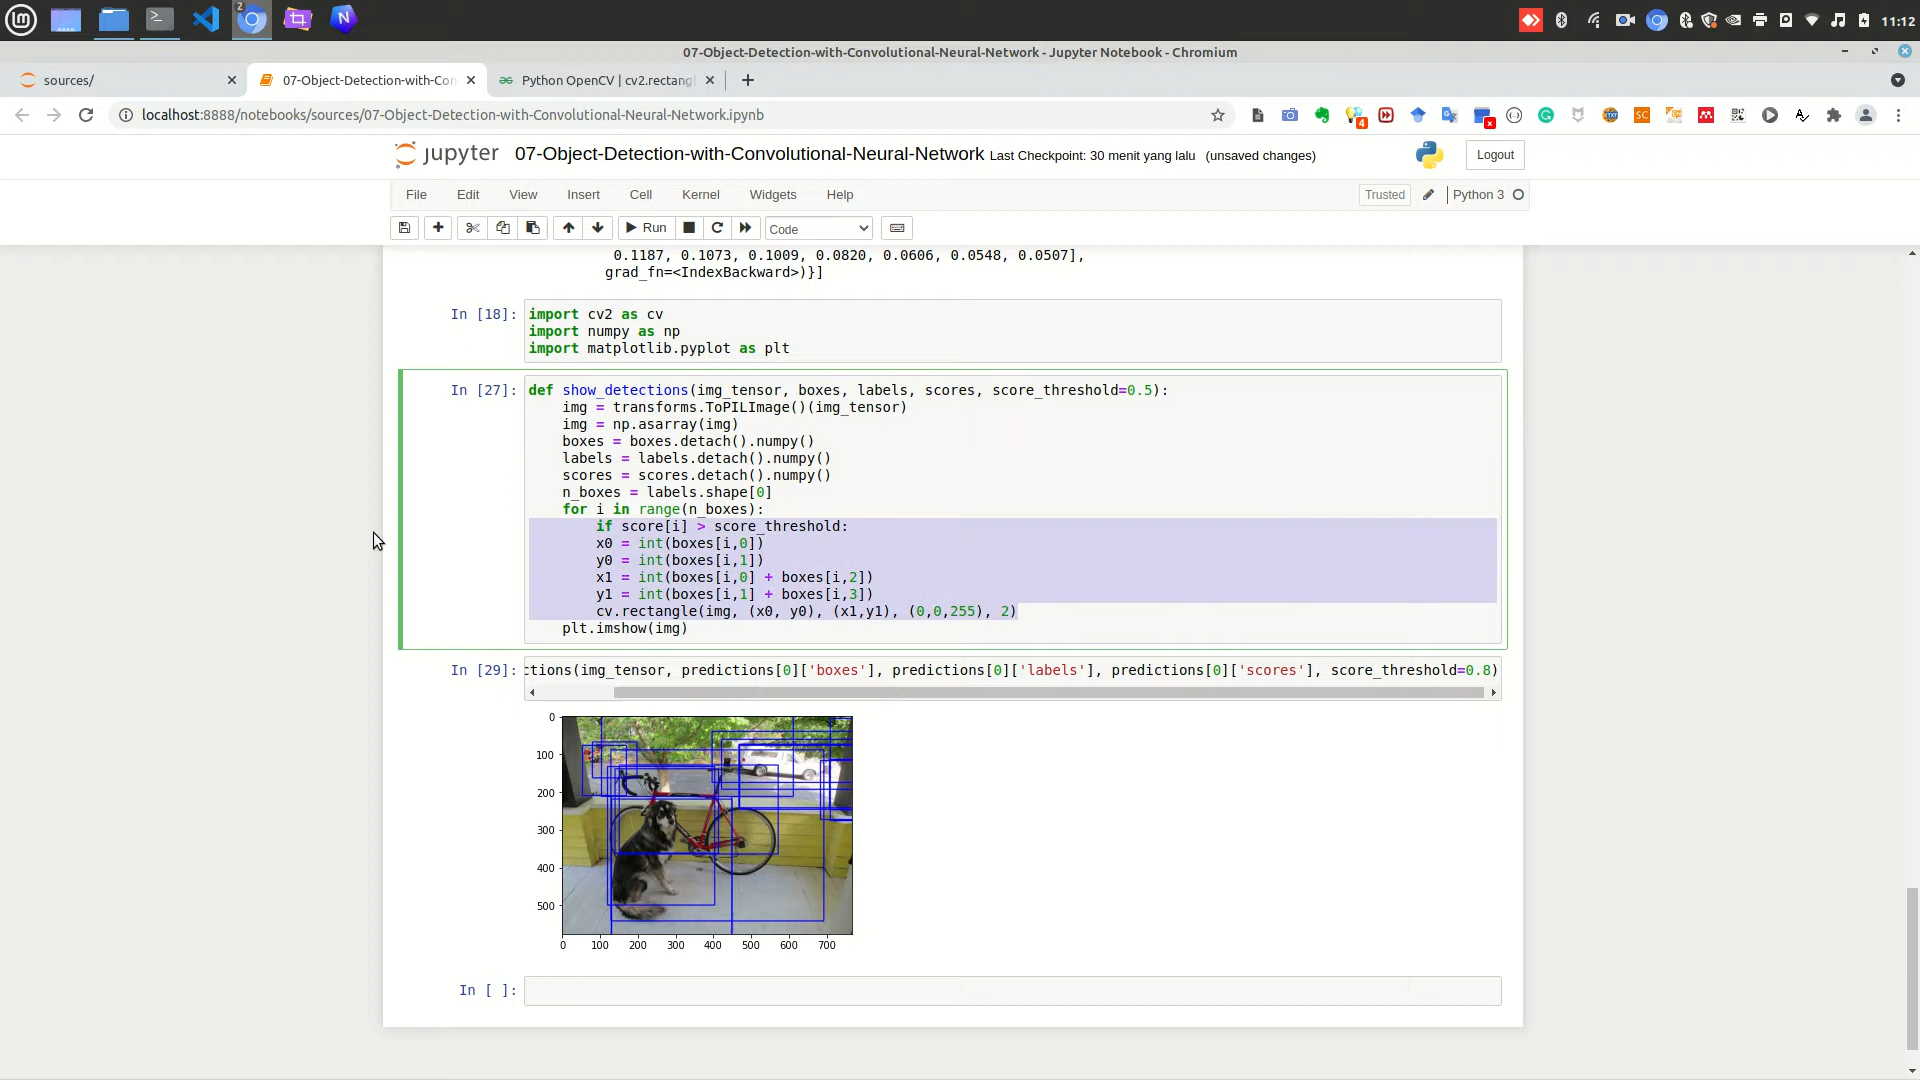 2
11:12
07-Object-Detection-with-Convolutional-Neural-Network - Jupyter Notebook - Chromium
sources/
07-Object-Detection-with-Con
Python OpenCV | cv2.rectang
localhost:8888/notebooks/sources/07-Object-Detection-with-Convolutional-Neural-Network.ipynb
4
SC
jupyter 07-Object-Detection-with-Convolutional-Neural-Network Last Checkpoint: 30 menit yang lalu (unsaved changes)
Logout
File Edit View Insert Cell Kernel Widgets Help
Trusted
Python 3
Run
Code
0.1187, 0.1073, 0.1009, 0.0820, 0.0606, 0.0548, 0.0507],
grad_fn=<IndexBackward>)}]
In [18]:
import cv2 as cv
import numpy as np
import matplotlib.pyplot as plt
In [27]:
def show_detections(img_tensor, boxes, labels, scores, score_threshold=0.5):
    img = transforms.ToPILImage()(img_tensor)
    img = np.asarray(img)
    boxes = boxes.detach().numpy()
    labels = labels.detach().numpy()
    scores = scores.detach().numpy()
    n_boxes = labels.shape[0]
    for i in range(n_boxes):
        if score[i] > score_threshold:
        x0 = int(boxes[i,0])
        y0 = int(boxes[i,1])
        x1 = int(boxes[i,0] + boxes[i,2])
        y1 = int(boxes[i,1] + boxes[i,3])
        cv.rectangle(img, (x0, y0), (x1,y1), (0,0,255), 2)
    plt.imshow(img)
In [29]:
ctions(img_tensor, predictions[0]['boxes'], predictions[0]['labels'], predictions[0]['scores'], score_threshold=0.8)
0
100
200
300
400
500
0 100 200 300 400 500 600 700
In [ ]: